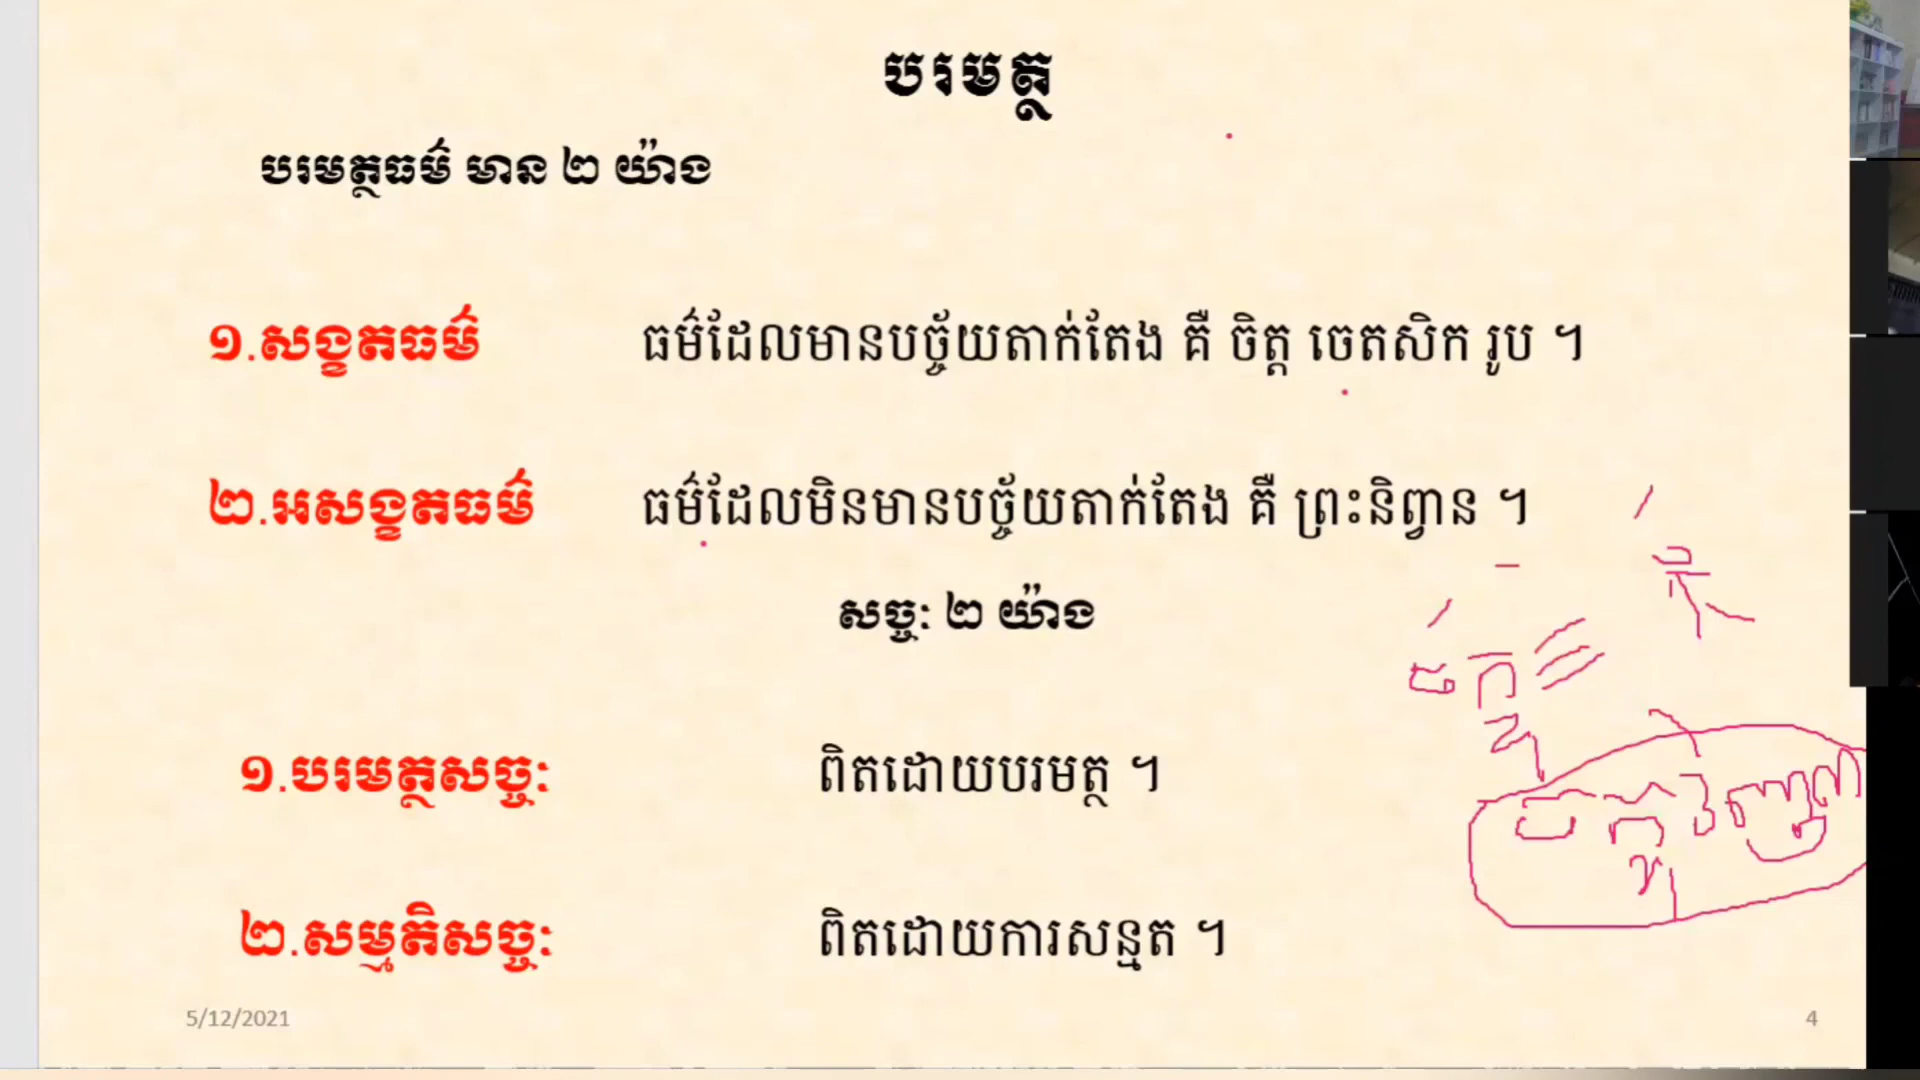 បរមត្ថ
បរមត្ថធម៌ មាន ២ យ៉ាង
១.សង្ខតធម៌ ធម៌ដែលមានបច្ច័យតាក់តែង គឺ ចិត្ត ចេតសិក រូប ។
២.អសង្ខតធម៌ ធម៌ដែលមិនមានបច្ច័យតាក់តែង គឺ ព្រះនិព្វាន ។
សច្ចៈ ២ យ៉ាង
១.បរមត្ថសច្ចៈ ពិតដោយបរមត្ថ ។
២.សម្មតិសច្ចៈ ពិតដោយការសន្មត ។
5/12/2021 4